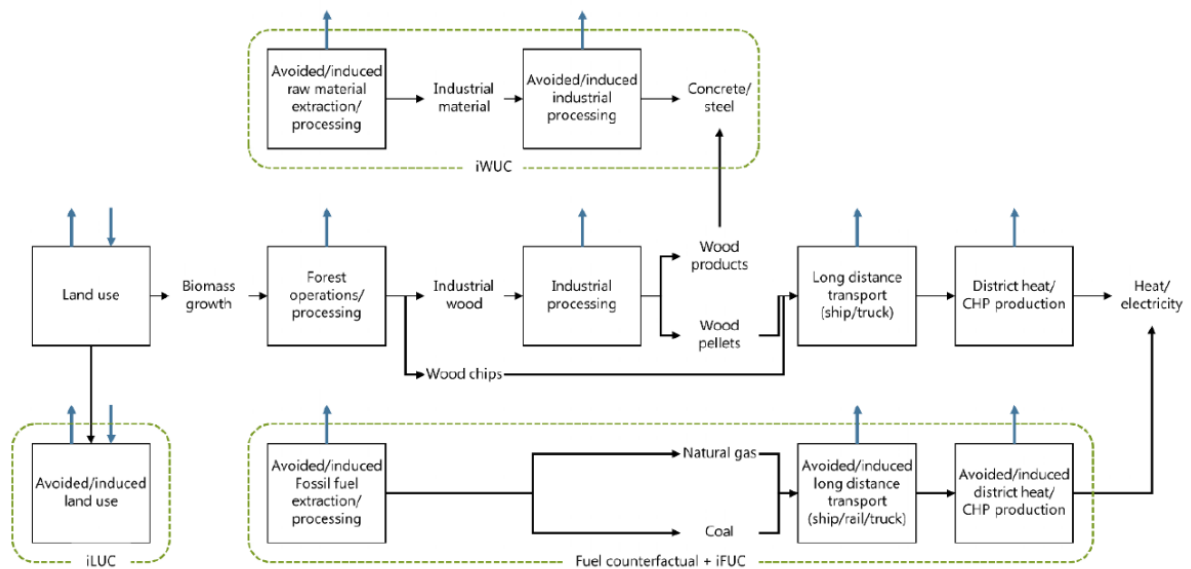 Avoided/induced
raw material
extraction/
processing
Industrial
material
Avoided/induced
industrial
processing
Concrete/
steel
iWUC
Land use
Biomass
growth
Forest
operations/
processing
Industrial
wood
Industrial
processing
Wood
products
Wood
pellets
Wood chips
Long distance
transport
(ship/truck)
District heat/
CHP production
Heat/
electricity
Avoided/induced
land use
iLUC
Avoided/induced
Fossil fuel
extraction/
processing
Natural gas
Coal
Avoided/induced
long distance
transport
(ship/rail/truck)
Avoided/induced
district heat/
CHP production
Fuel counterfactual + iFUC